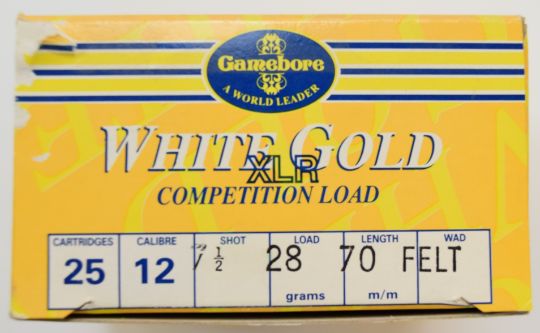 Gamebore
A WORLD LEADER
WHITE GOLD
XLR
COMPETITION LOAD
CARTRIDGES CALIBRE SHOT LOAD LENGTH WAD
25 12 7 1/2 28 70 FELT
grams m/m